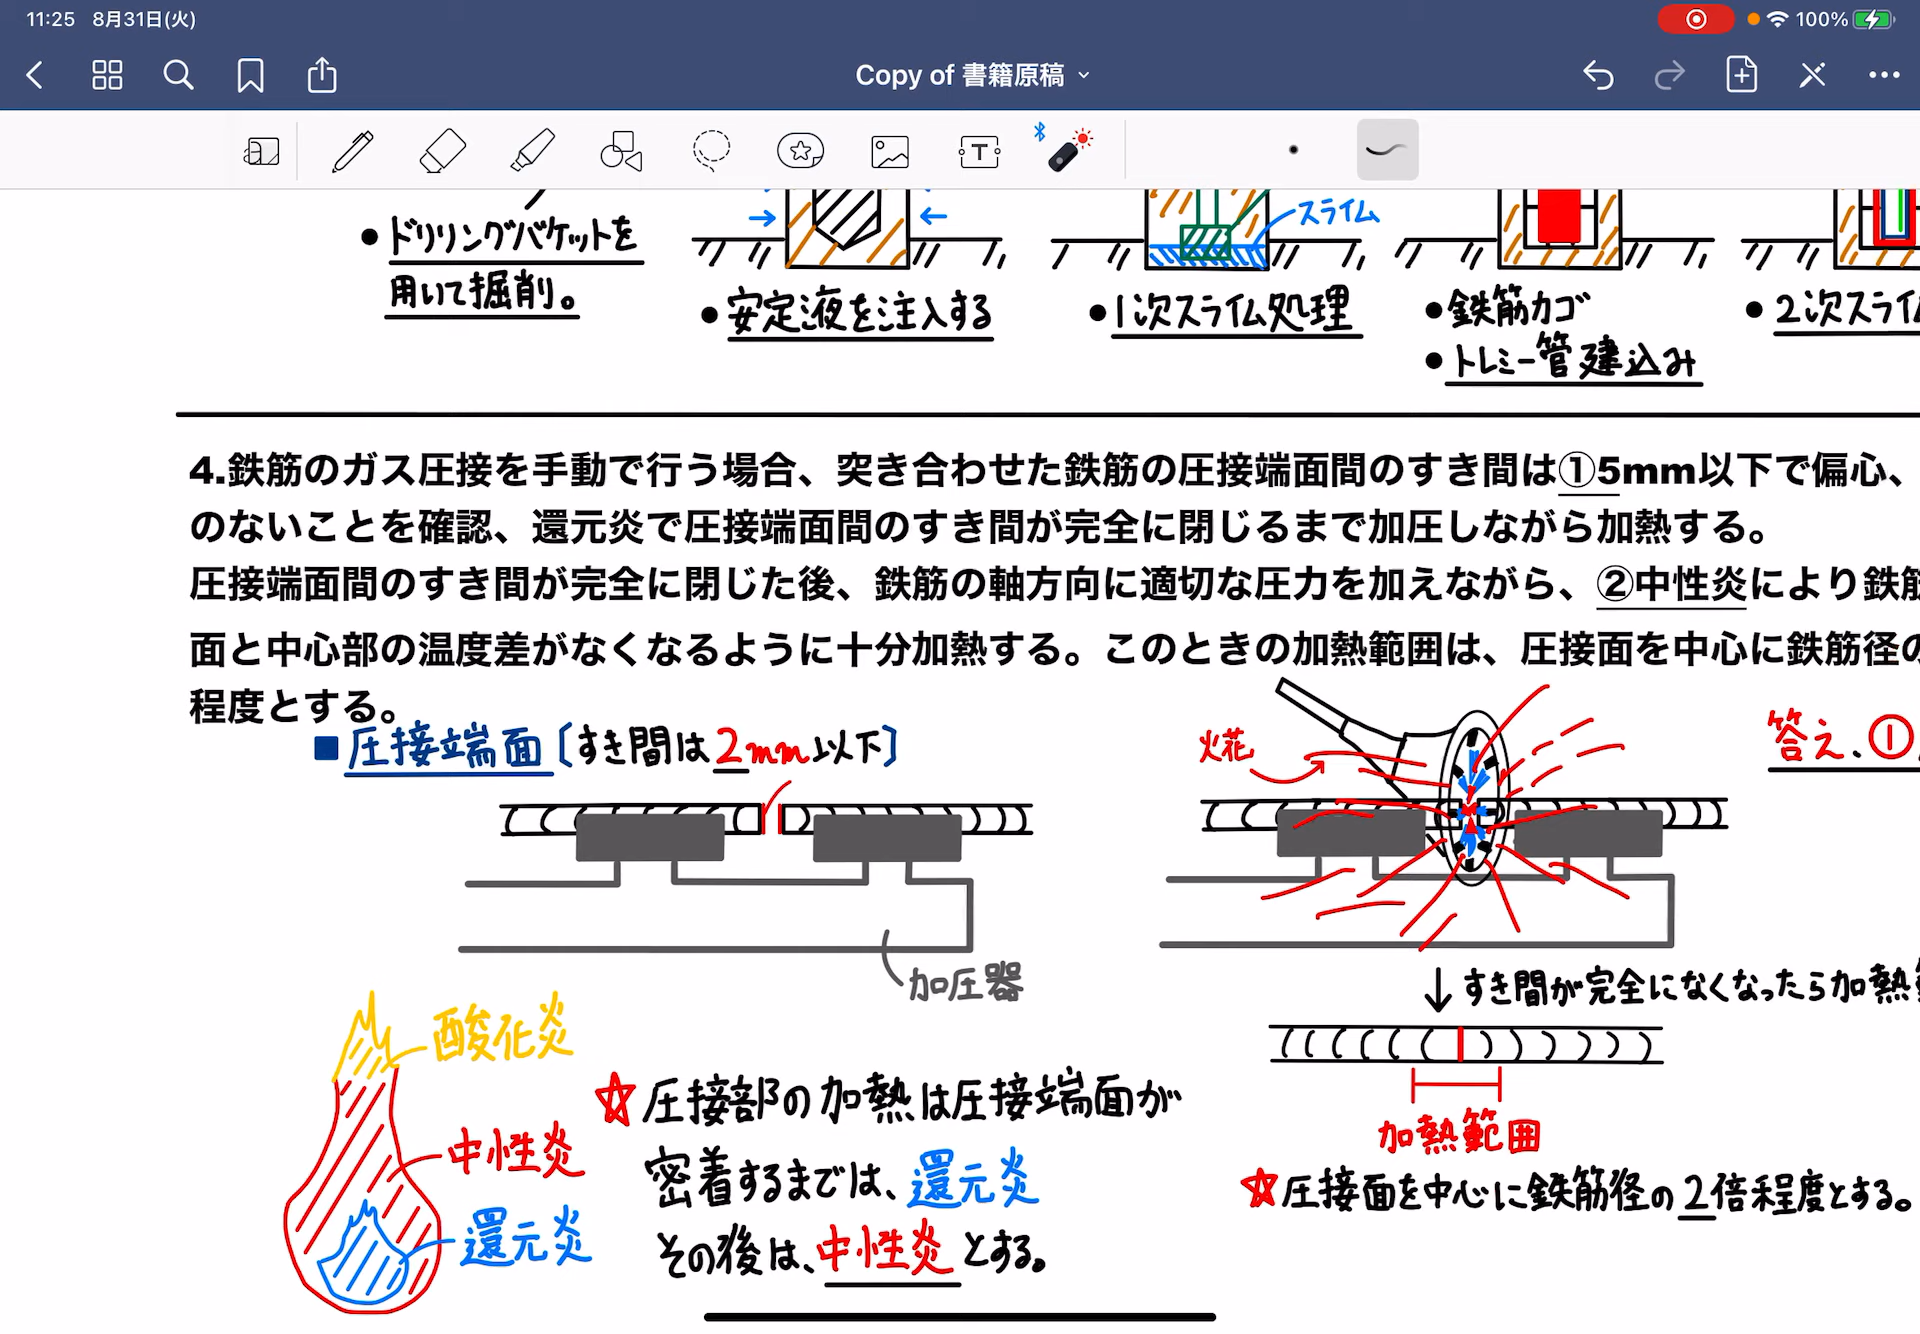 11:25 8月31日(火)
100%
Copy of 書籍原稿
スライム
●ドリリングバケットを
用いて掘削。
●安定液を注入する
●1次スライム処理
●鉄筋カゴ
●トレミー管建込み
●2次スライ
4.鉄筋のガス圧接を手動で行う場合、突き合わせた鉄筋の圧接端面間のすき間は①5mm以下で偏心、
のないことを確認、還元炎で圧接端面間のすき間が完全に閉じるまで加圧しながら加熱する。
圧接端面間のすき間が完全に閉じた後、鉄筋の軸方向に適切な圧力を加えながら、②中性炎により鉄筋
面と中心部の温度差がなくなるように十分加熱する。このときの加熱範囲は、圧接面を中心に鉄筋径の
程度とする。
■圧接端面〔すき間は2mm以下〕
火花
答え、①
加圧器
↓すき間が完全になくなったら加熱
酸化炎
中性炎
還元炎
☆圧接部の加熱は圧接端面が
密着するまでは、還元炎
その後は、中性炎とする。
加熱範囲
☆圧接面を中心に鉄筋径の2倍程度とする。